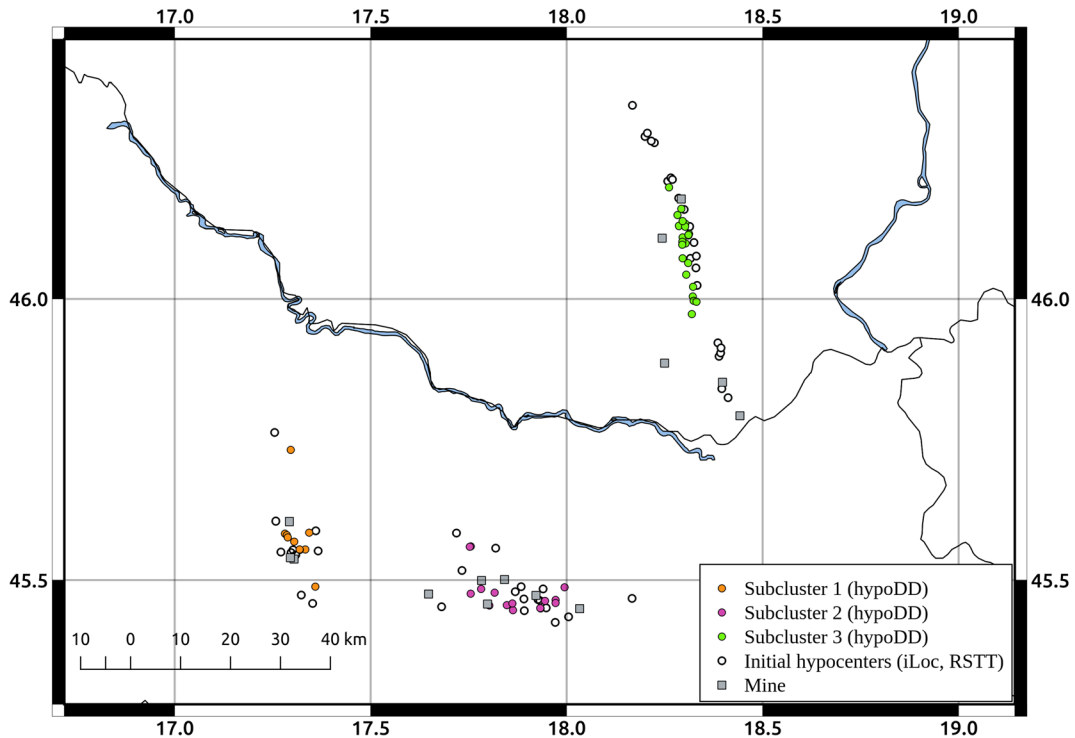 17.0 17.5 18.0 18.5 19.0
46.0 46.0
45.5 45.5
10 0 10 20 30 40 km
Subcluster 1 (hypoDD)
Subcluster 2 (hypoDD)
Subcluster 3 (hypoDD)
Initial hypocenters (iLoc, RSTT)
Mine
17.0 17.5 18.0 18.5 19.0